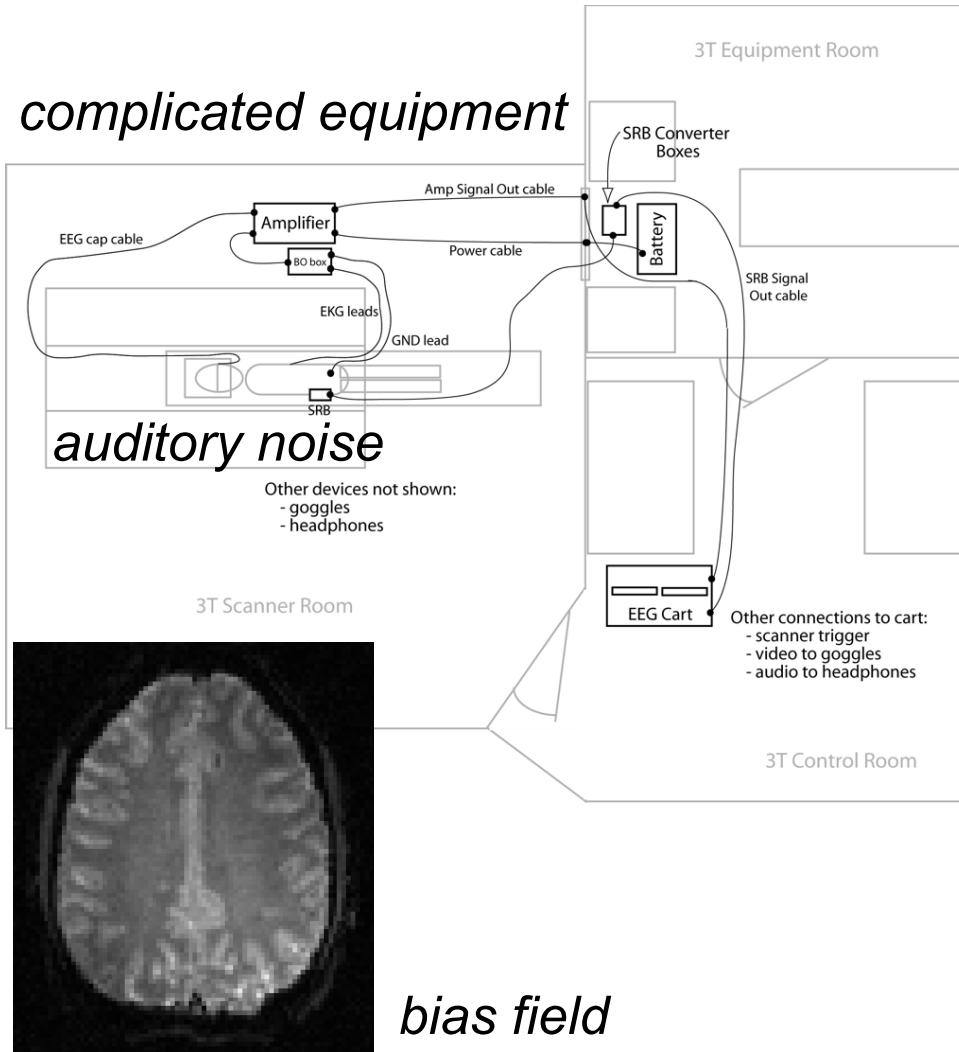 3T Equipment Room
complicated equipment
SRB Converter
Boxes
Amp Signal Out cable
Amplifier
EEG cap cable
Power cable
Battery
BO box
SRB Signal
Out cable
EKG leads
GND lead
SRB
auditory noise
Other devices not shown:
- goggles
- headphones
3T Scanner Room
EEG Cart
Other connections to cart:
- scanner trigger
- video to goggles
- audio to headphones
3T Control Room
bias field